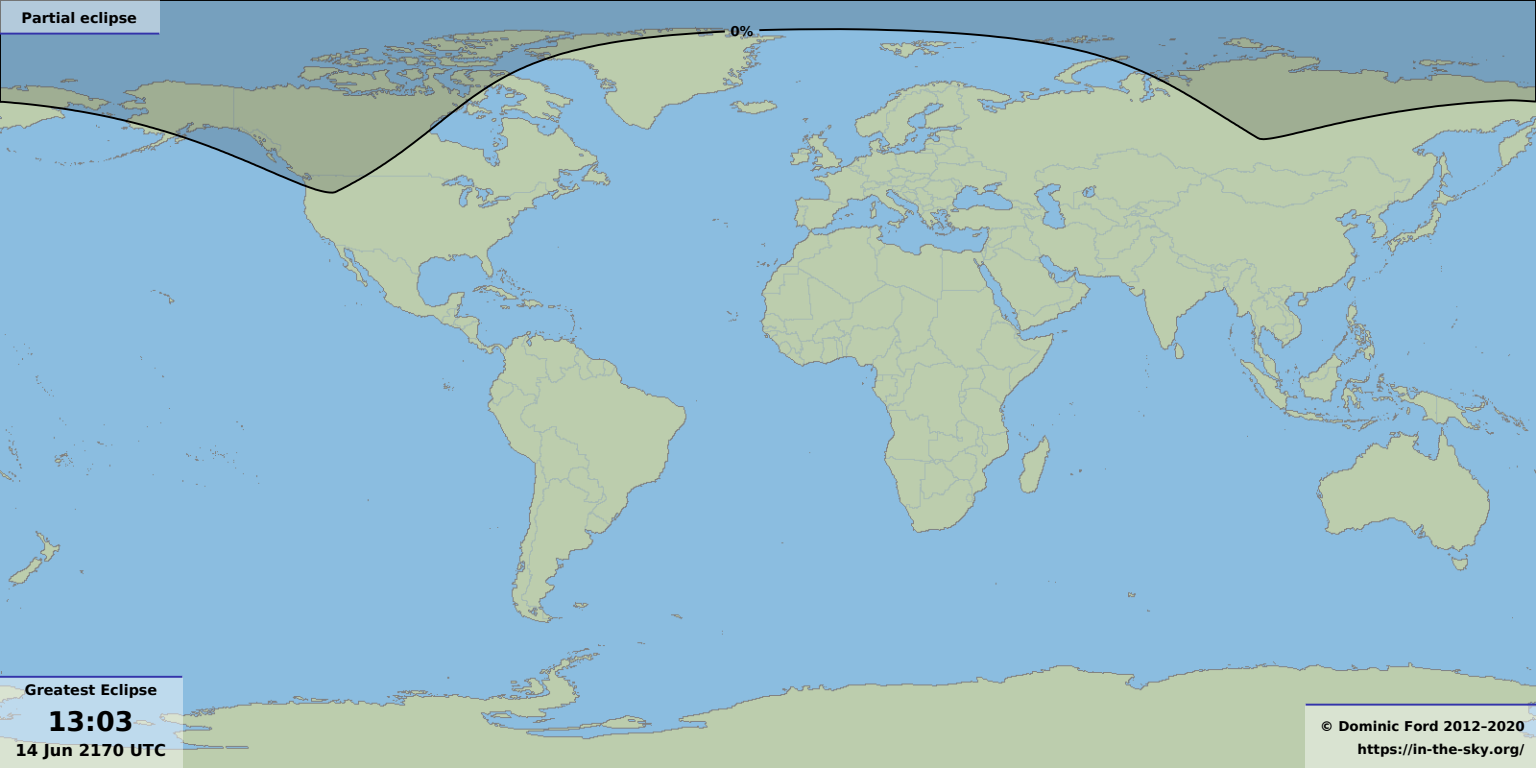 Partial eclipse
0%
Greatest Eclipse
13:03
14 Jun 2170 UTC
© Dominic Ford 2012–2020
https://in-the-sky.org/